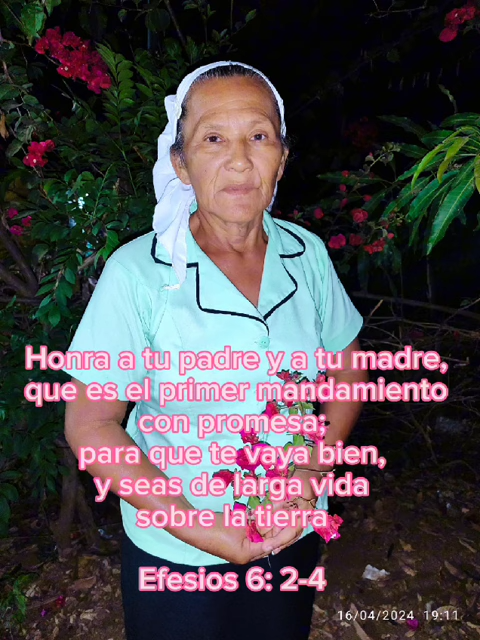 Honra a tu padre y a tu madre,
que es el primer mandamiento
con promesa;
para que te vaya bien,
y seas de larga vida
sobre la tierra
Efesios 6: 2-4
16/04/2024 19:11